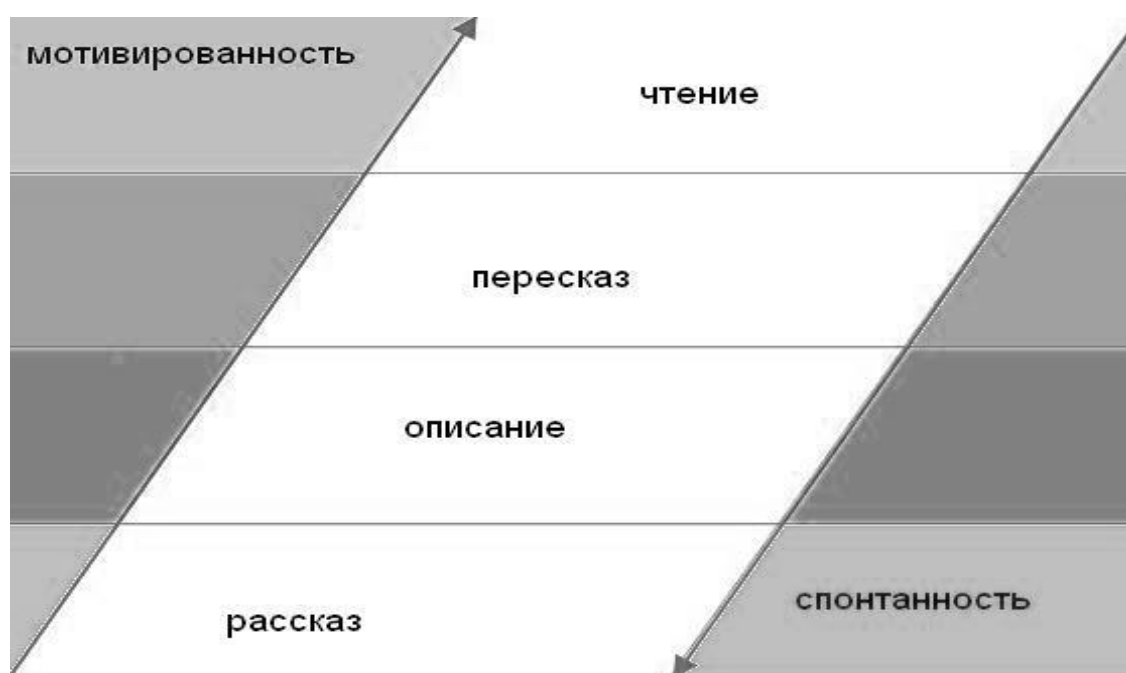 мотивированность
чтение
пересказ
описание
спонтанность
рассказ